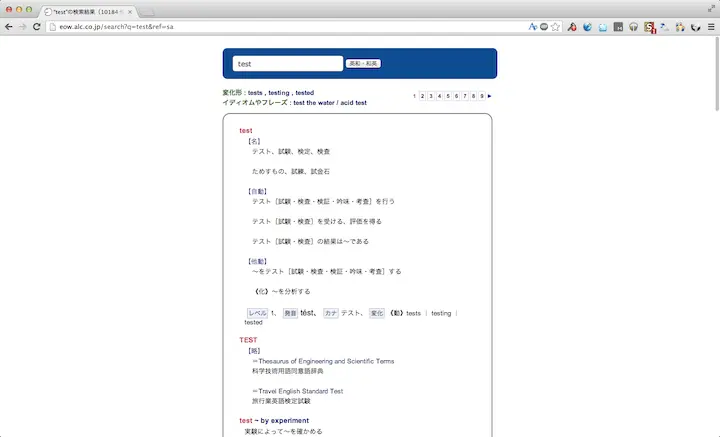 "test"の検索結果（10184
eow.alc.co.jp/search?q=test&ref=sa
test 英和・和英
変化形 : tests , testing , tested
イディオムやフレーズ : test the water / acid test
1 2 3 4 5 6 7 8 9 ►
test
【名】
テスト、試験、検定、検査
ためすもの、試練、試金石
【自動】
テスト［試験・検査・検証・吟味・考査］を行う
テスト［試験・検査］を受ける、評価を得る
テスト［試験・検査］の結果は～である
【他動】
～をテスト［試験・検査・検証・吟味・考査］する
《化》～を分析する
レベル 1、 発音 tést、 カナ テスト、 変化 《動》tests ｜ testing ｜
tested
TEST
【略】
＝Thesaurus of Engineering and Scientific Terms
科学技術用語同意語辞典
＝Travel English Standard Test
旅行業英語検定試験
test ~ by experiment
実験によって～を確かめる